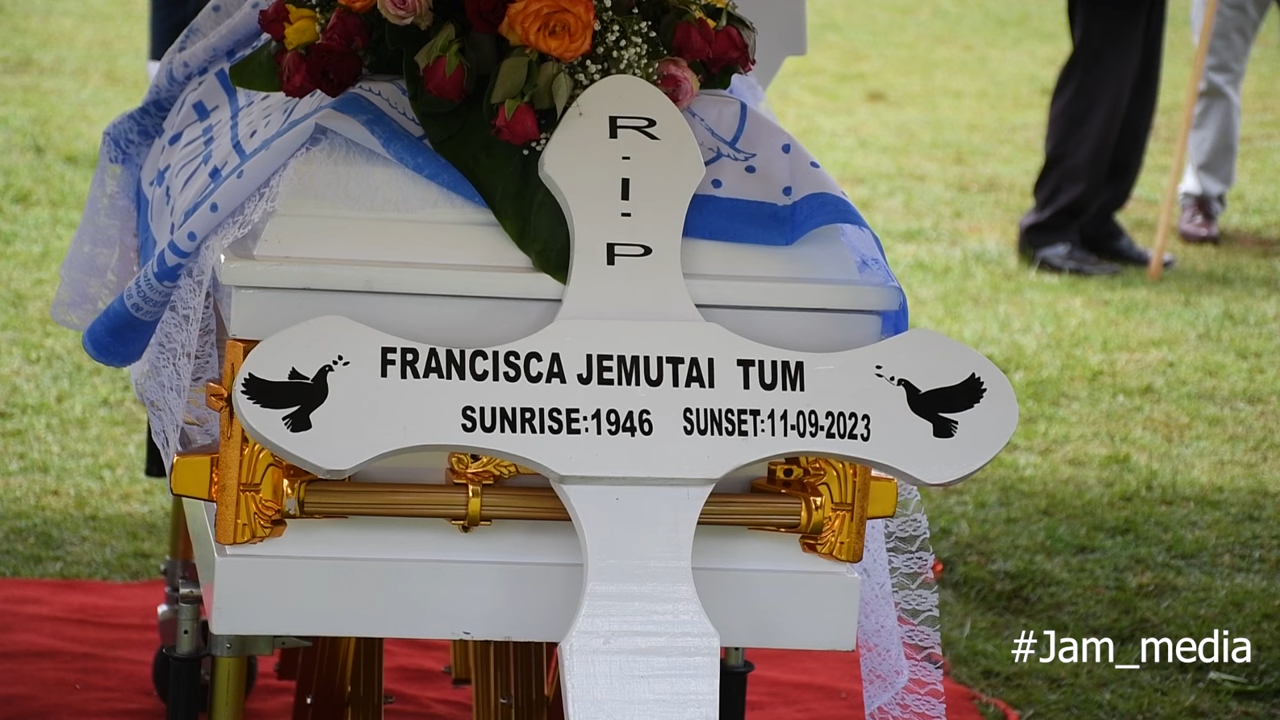 R
.
I
.
P
FRANCISCA JEMUTAI TUM
SUNRISE:1946 SUNSET:11-09-2023
#Jam_media